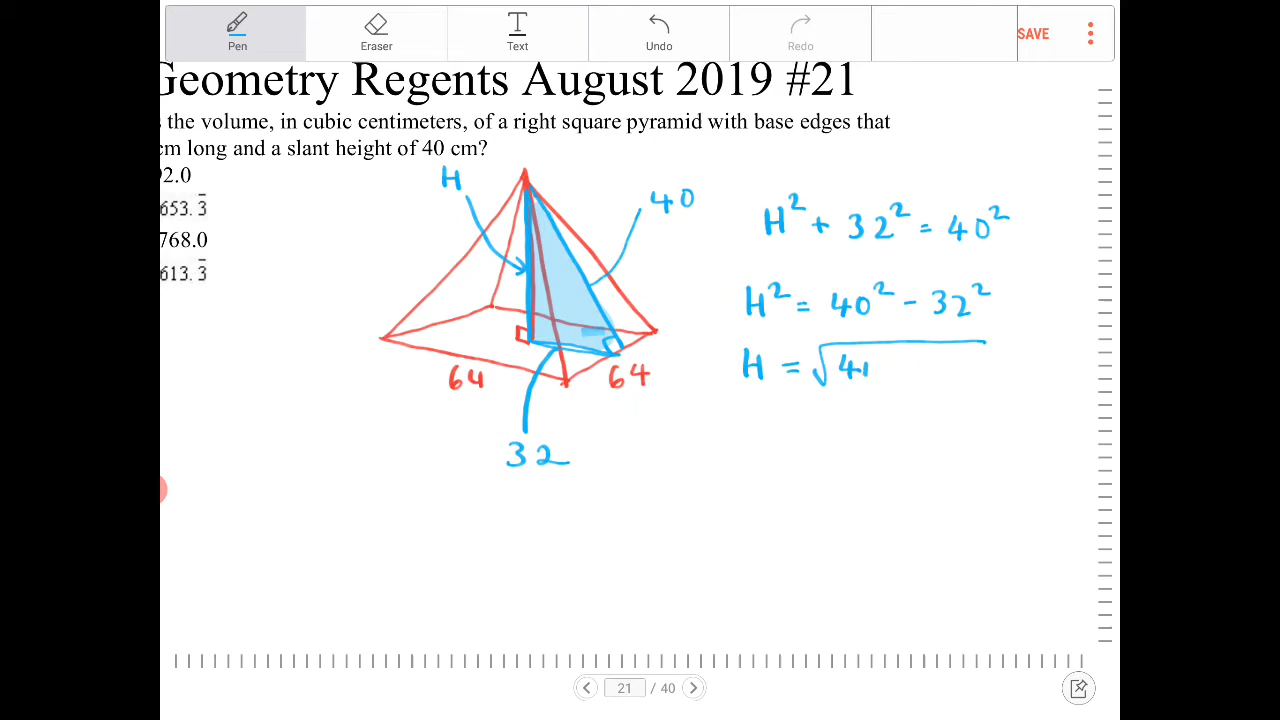 Pen Eraser Text Undo Redo SAVE
Geometry Regents August 2019 #21
s the volume, in cubic centimeters, of a right square pyramid with base edges that
cm long and a slant height of 40 cm?
92.0
653.3̅
768.0
613.3̅
H
40
64
64
32
H² + 32² = 40²
H² = 40² - 32²
H = √4
21 / 40